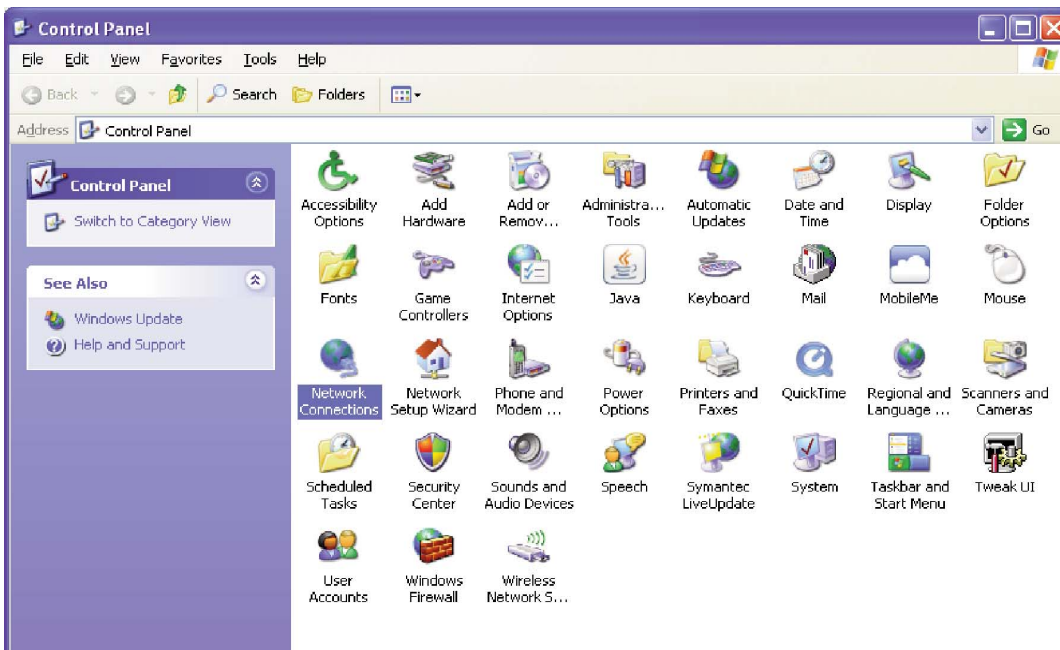 Control Panel
File Edit View Favorites Tools Help
Back Search Folders
Address Control Panel Go
Control Panel
Switch to Category View
See Also
Windows Update
Help and Support
Accessibility Add Add or Administra... Automatic Date and Display Folder
Options Hardware Remov... Tools Updates Time Options
Fonts Game Internet Java Keyboard Mail MobileMe Mouse
Controllers Options
Network Network Phone and Power Printers and QuickTime Regional and Scanners and
Connections Setup Wizard Modem ... Options Faxes Language ... Cameras
Scheduled Security Sounds and Speech Symantec System Taskbar and Tweak UI
Tasks Center Audio Devices LiveUpdate Start Menu
User Windows Wireless
Accounts Firewall Network S...